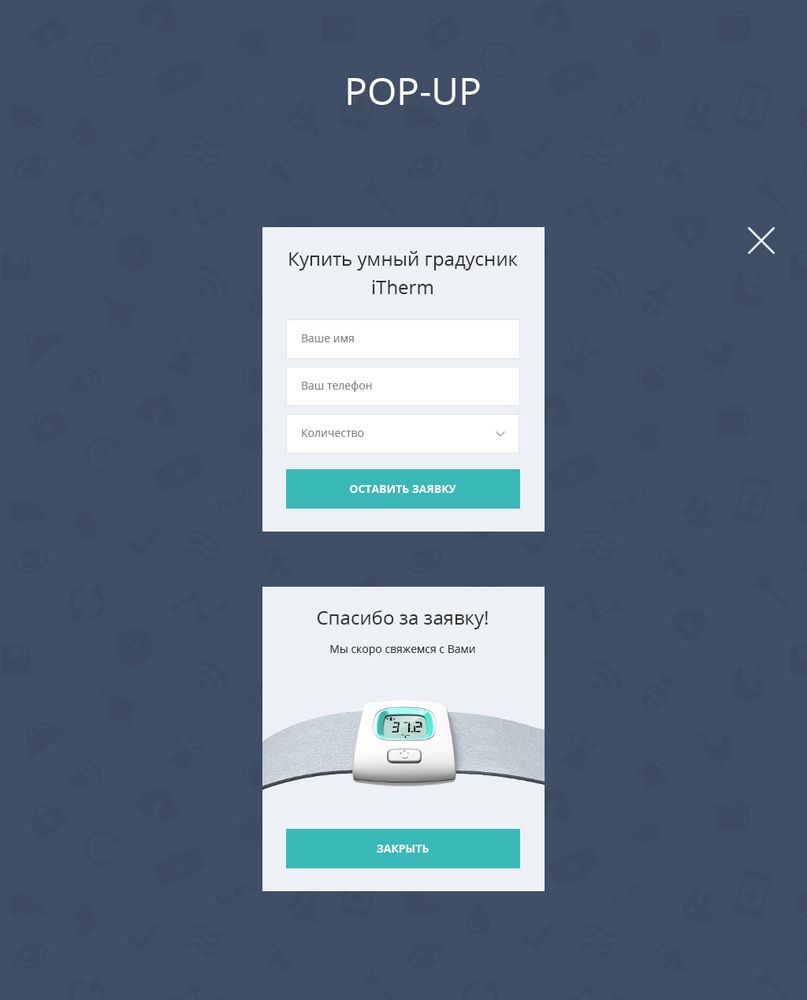 POP-UP
Купить умный градусник
iTherm
Ваше имя
Ваш телефон
Количество
ОСТАВИТЬ ЗАЯВКУ
Спасибо за заявку!
Мы скоро свяжемся с Вами
37.2
°C
ЗАКРЫТЬ